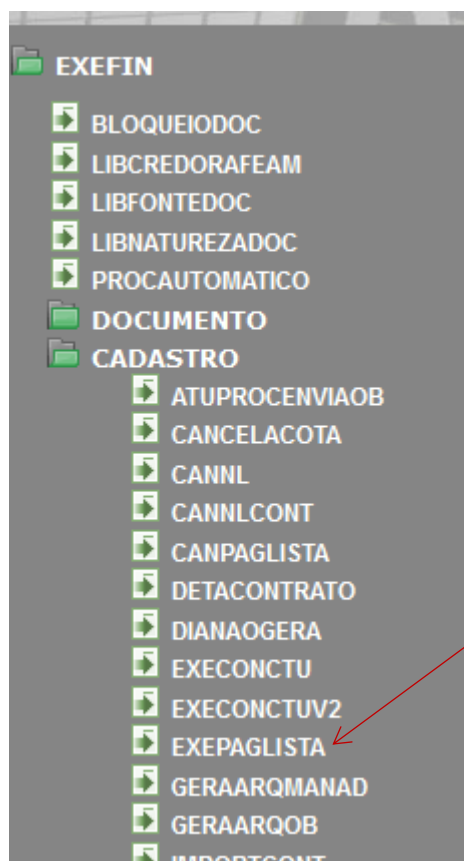 EXEFIN
BLOQUEIODOC
LIBCREDORAFEAM
LIBFONTEDOC
LIBNATUREZADOC
PROCAUTOMATICO
DOCUMENTO
CADASTRO
ATUPROCENVIAOB
CANCELACOTA
CANNL
CANNLCONT
CANPAGLISTA
DETACONTRATO
DIANAOGERA
EXECONCTU
EXECONCTUV2
EXEPAGLISTA
GERAARQMANAD
GERAARQOB